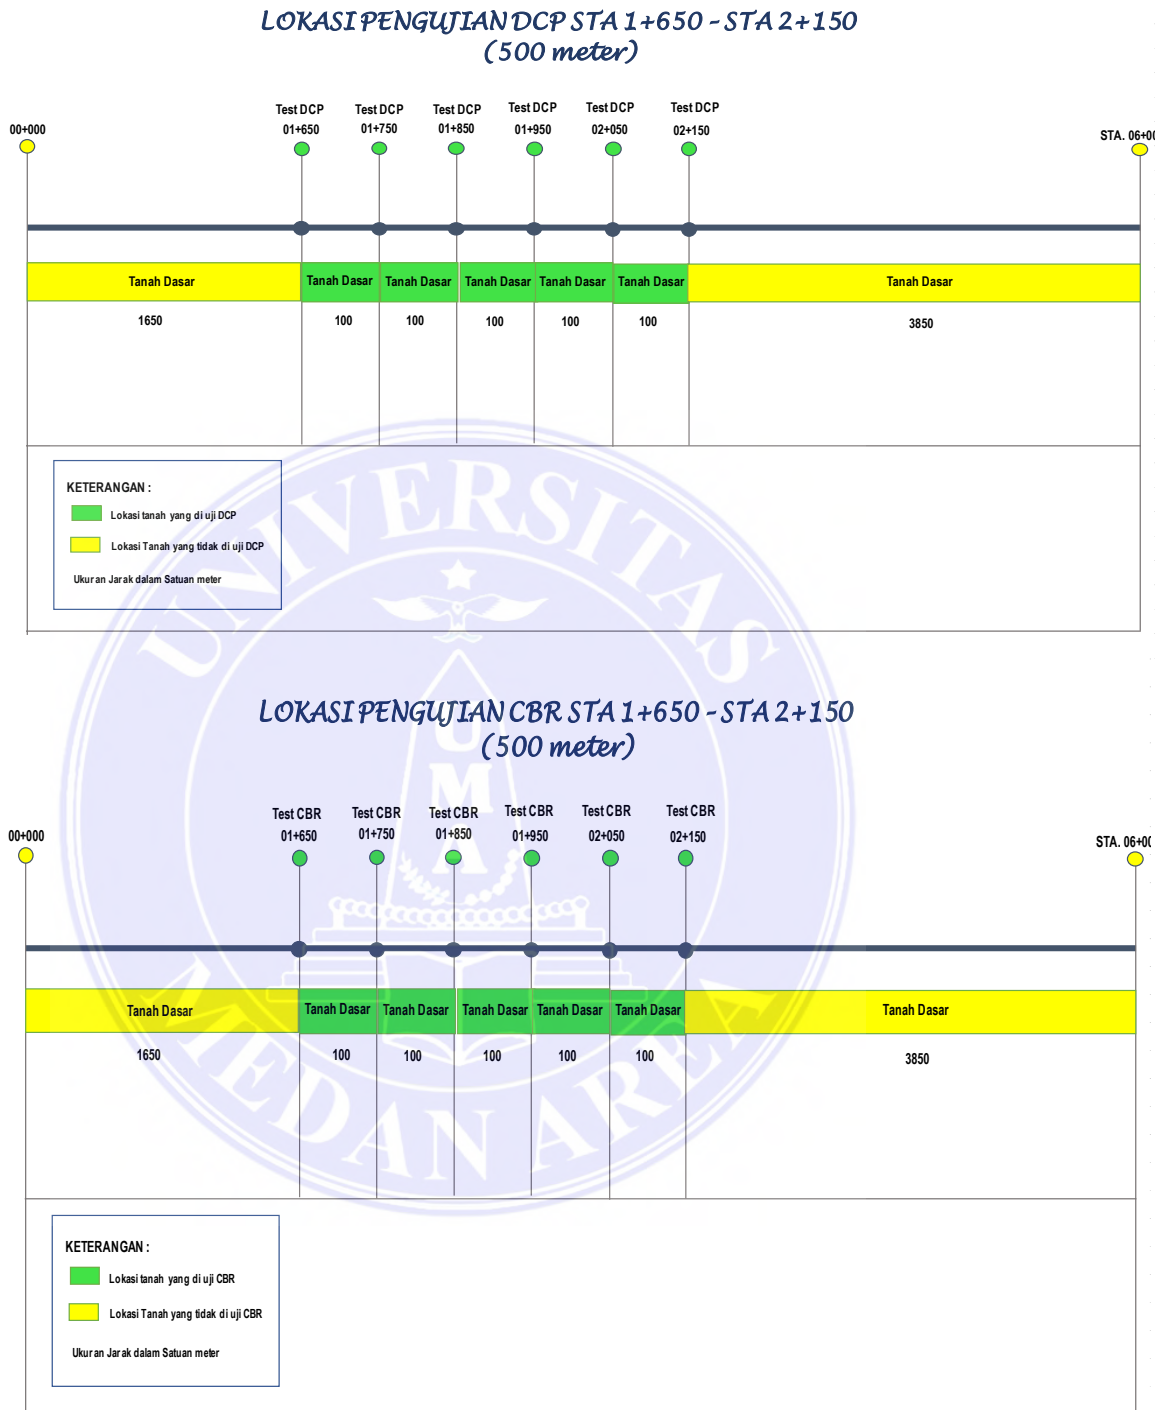 LOKASI PENGUJIAN DCP STA 1+650 - STA 2+150
(500 meter)
Test DCP Test DCP Test DCP Test DCP Test DCP Test DCP
00+000 01+650 01+750 01+850 01+950 02+050 02+150 STA. 06+00
Tanah Dasar Tanah Dasar Tanah Dasar Tanah Dasar Tanah Dasar Tanah Dasar Tanah Dasar
1650 100 100 100 100 100 3850
KETERANGAN :
Lokasi tanah yang di uji DCP
Lokasi Tanah yang tidak di uji DCP
Ukuran Jarak dalam Satuan meter
UNIVERSITAS
LOKASI PENGUJIAN CBR STA 1+650 - STA 2+150
(500 meter)
UMA
Test CBR Test CBR Test CBR Test CBR Test CBR Test CBR
00+000 01+650 01+750 01+850 01+950 02+050 02+150 STA. 06+00
Tanah Dasar Tanah Dasar Tanah Dasar Tanah Dasar Tanah Dasar Tanah Dasar Tanah Dasar
1650 100 100 100 100 100 3850
MEDAN AREA
KETERANGAN :
Lokasi tanah yang di uji CBR
Lokasi Tanah yang tidak di uji CBR
Ukuran Jarak dalam Satuan meter